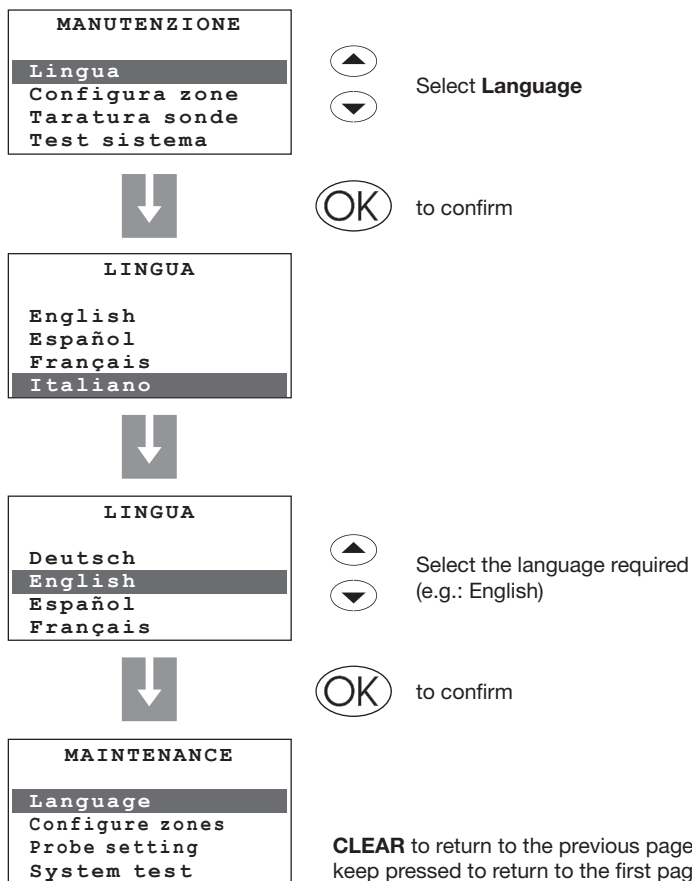 MANUTENZIONE
Lingua
Configura zone
Taratura sonde
Test sistema
Select Language
OK to confirm
LINGUA
English
Español
Français
Italiano
LINGUA
Deutsch
English
Español
Français
Select the language required
(e.g.: English)
OK to confirm
MAINTENANCE
Language
Configure zones
Probe setting
System test
CLEAR to return to the previous page
keep pressed to return to the first pag